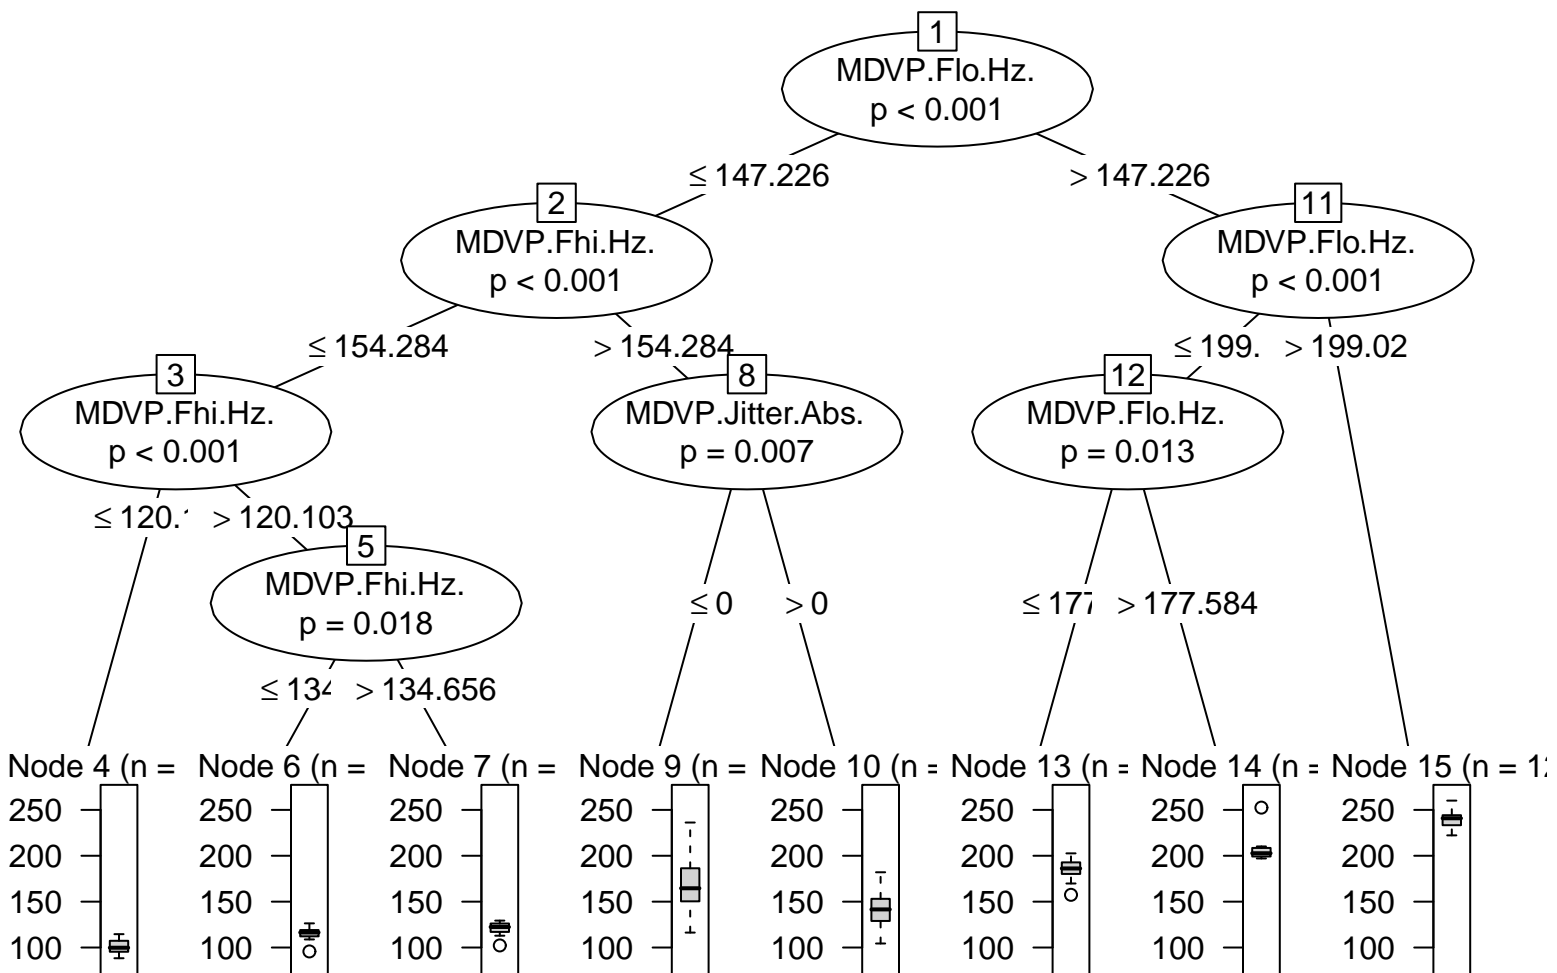 1
MDVP.Flo.Hz.
p < 0.001
≤ 147.226
> 147.226
2
MDVP.Fhi.Hz.
p < 0.001
11
MDVP.Flo.Hz.
p < 0.001
≤ 154.284
> 154.284
≤ 199.
> 199.02
3
MDVP.Fhi.Hz.
p < 0.001
8
MDVP.Jitter.Abs.
p = 0.007
12
MDVP.Flo.Hz.
p = 0.013
≤ 120.
> 120.103
5
MDVP.Fhi.Hz.
p = 0.018
≤ 0
> 0
≤ 177
> 177.584
≤ 134
> 134.656
Node 4 (n =
Node 6 (n =
Node 7 (n =
Node 9 (n =
Node 10 (n =
Node 13 (n =
Node 14 (n =
Node 15 (n = 12
250 250 250 250 250 250 250 250
200 200 200 200 200 200 200 200
150 150 150 150 150 150 150 150
100 100 100 100 100 100 100 100